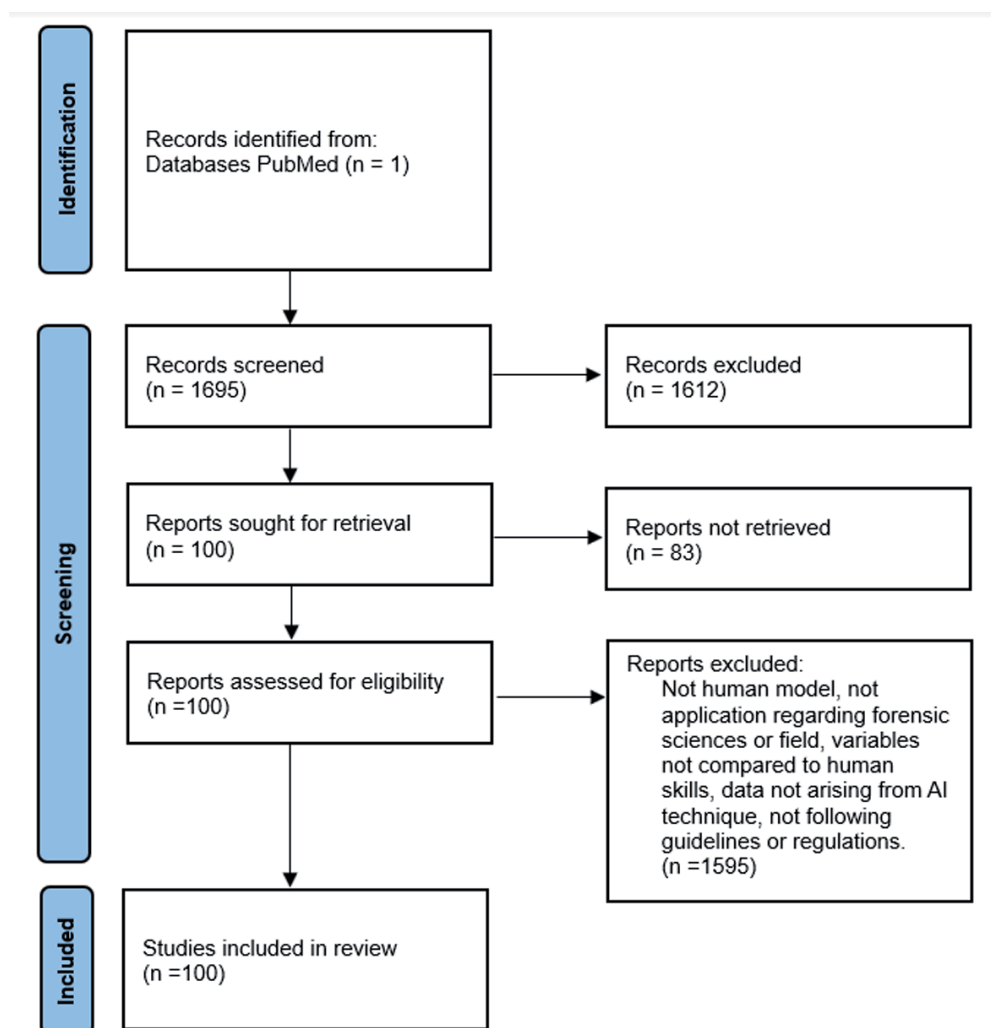 Identification
Records identified from:
Databases PubMed (n = 1)
Screening
Records screened
(n = 1695)
Records excluded
(n = 1612)
Reports sought for retrieval
(n = 100)
Reports not retrieved
(n = 83)
Reports assessed for eligibility
(n =100)
Reports excluded:
Not human model, not
application regarding forensic
sciences or field, variables
not compared to human
skills, data not arising from AI
technique, not following
guidelines or regulations.
(n =1595)
Included
Studies included in review
(n =100)